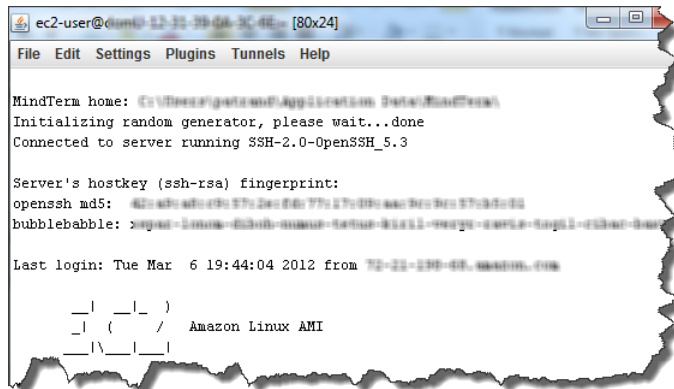 ec2-user@ [80x24]
File Edit Settings Plugins Tunnels Help
MindTerm home:
Initializing random generator, please wait...done
Connected to server running SSH-2.0-OpenSSH_5.3
Server's hostkey (ssh-rsa) fingerprint:
openssh md5:
bubblebabble:
Last login: Tue Mar  6 19:44:04 2012 from
__|  __|_  )
_|  (     /   Amazon Linux AMI
___|\___|___|